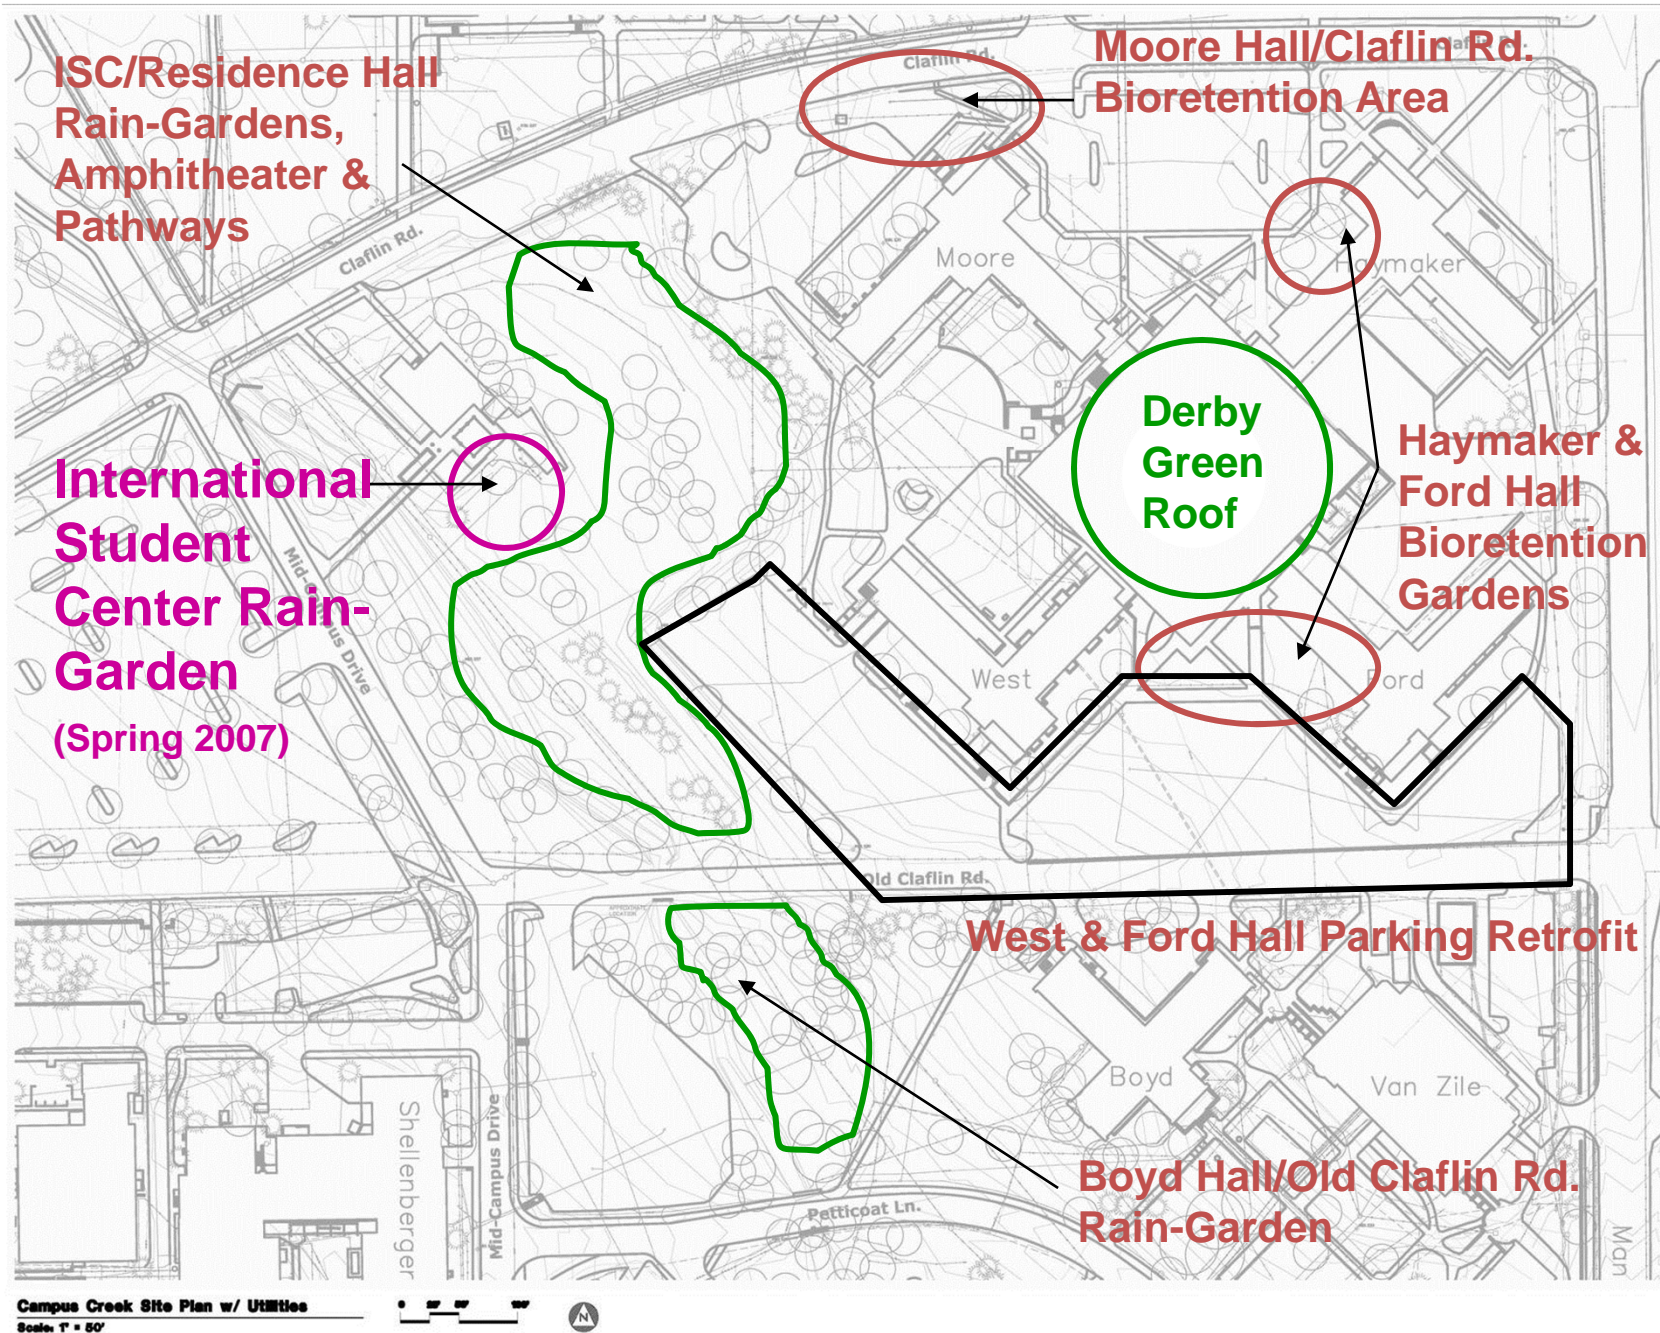 ISC/Residence Hall
Rain-Gardens,
Amphitheater &
Pathways
Claflin Rd.
Claflin Rd.
Moore Hall/Claflin Rd.
Bioretention Area
Claflin Rd.
Moore
Haymaker
Derby
Green
Roof
Haymaker &
Ford Hall
Bioretention
Gardens
International
Student
Center Rain-
Garden
(Spring 2007)
Mid-Campus Drive
West
Ford
Old Claflin Rd.
West & Ford Hall Parking Retrofit
Boyd
Van Zile
Shellenberger
Mid-Campus Drive
Petticoat Ln.
Boyd Hall/Old Claflin Rd.
Rain-Garden
Man
Campus Creek Site Plan w/ Utilities
Scale: 1" = 50'
N